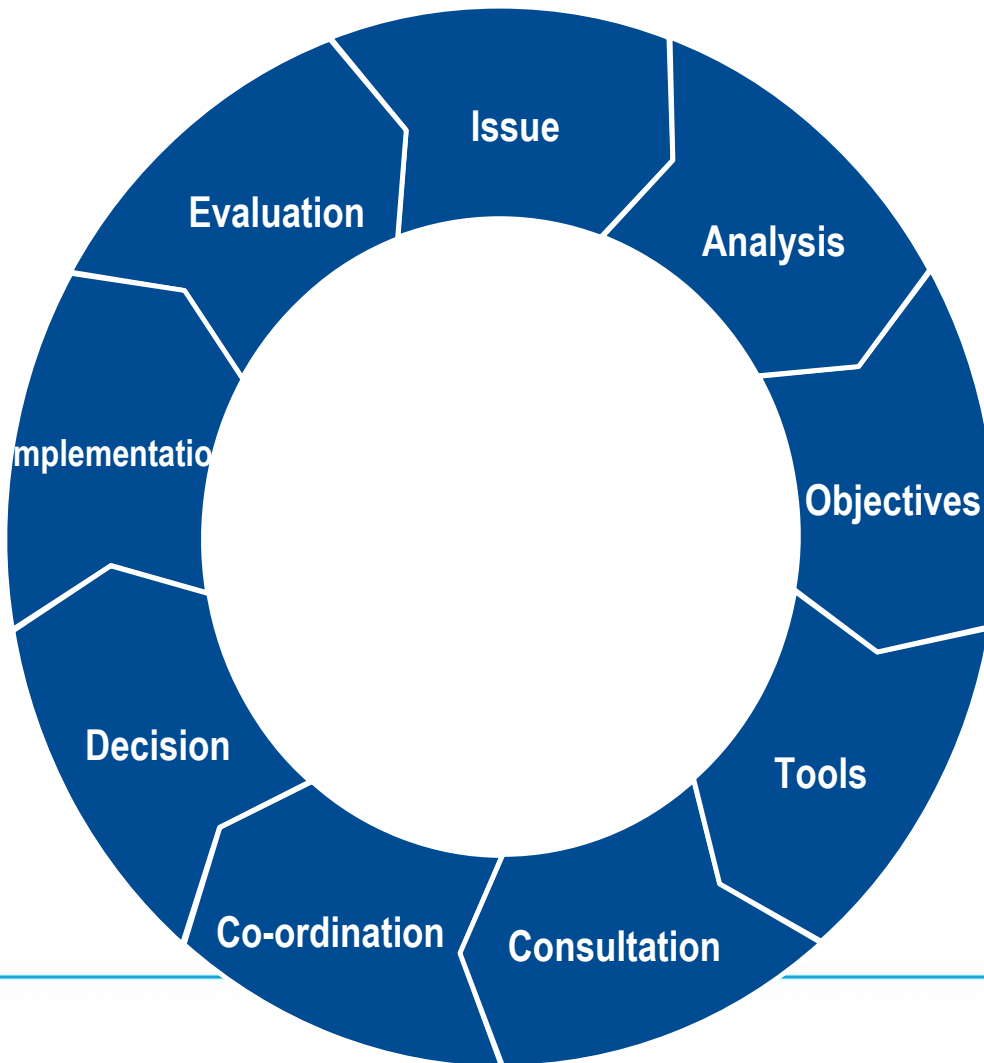 Issue
Analysis
Objectives
Tools
Consultation
Co-ordination
Decision
mplementatio
Evaluation